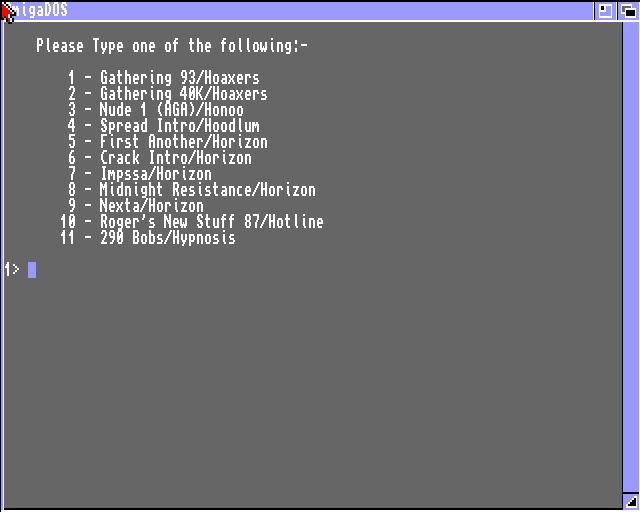 migaDOS
Please Type one of the following:-
1 - Gathering 93/Hoaxers
2 - Gathering 40K/Hoaxers
3 - Nude 1 (AGA)/Honoo
4 - Spread Intro/Hoodlum
5 - First Another/Horizon
6 - Crack Intro/Horizon
7 - Impssa/Horizon
8 - Midnight Resistance/Horizon
9 - Nexta/Horizon
10 - Roger's New Stuff 87/Hotline
11 - 290 Bobs/Hypnosis
1>